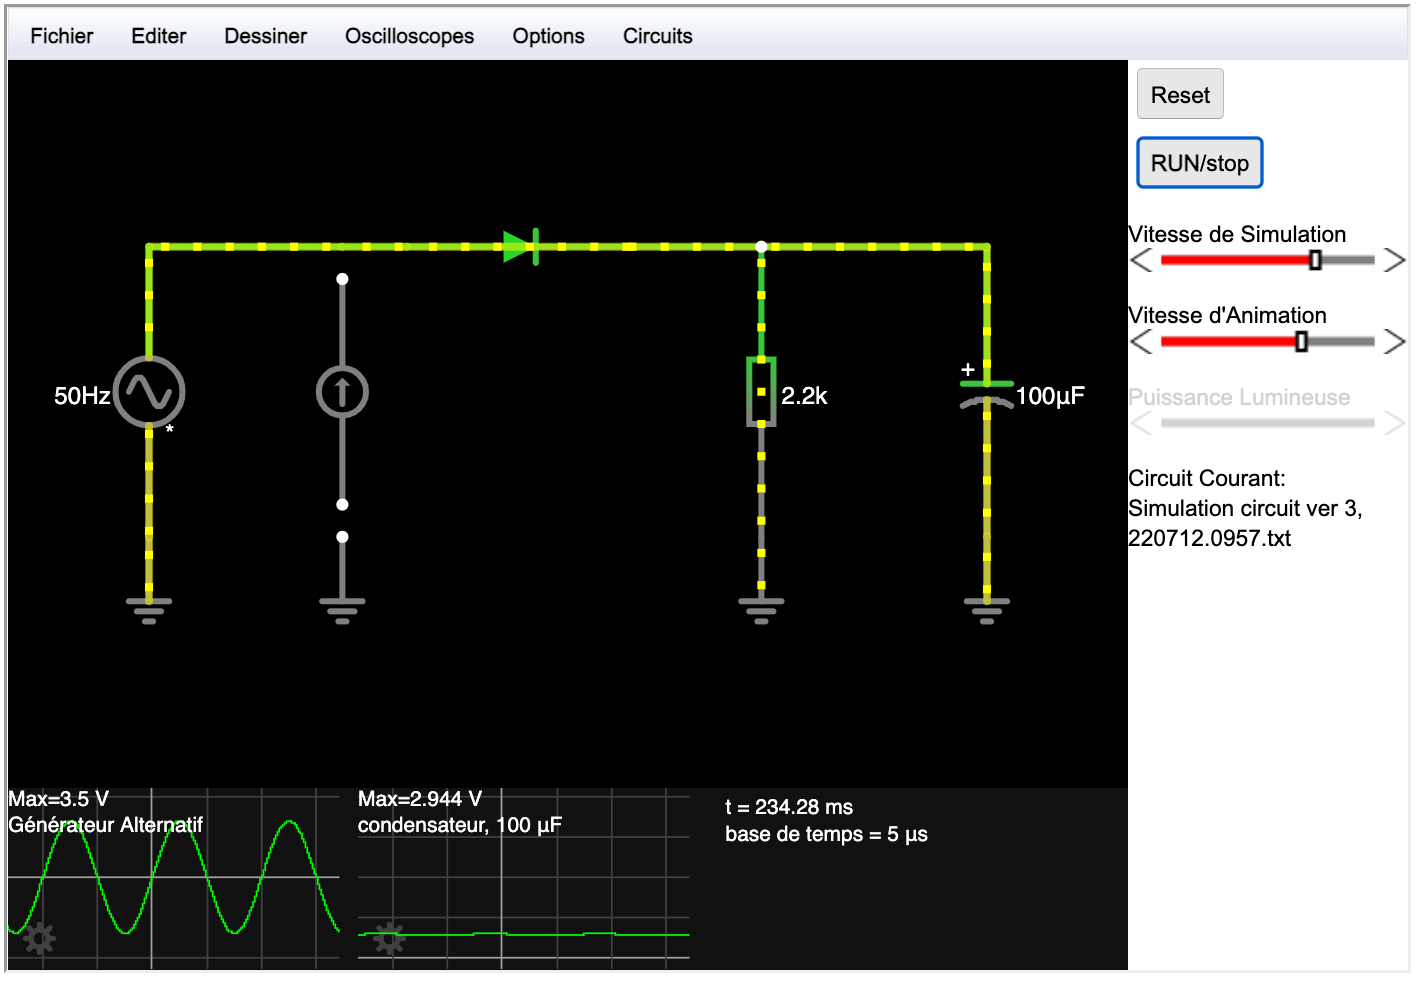 Fichier Editer Dessiner Oscilloscopes Options Circuits
Reset
RUN/stop
Vitesse de Simulation
Vitesse d'Animation
Puissance Lumineuse
Circuit Courant:
Simulation circuit ver 3,
220712.0957.txt
50Hz
*
2.2k
+
100μF
Max=3.5 V
Générateur Alternatif
Max=2.944 V
condensateur, 100 μF
t = 234.28 ms
base de temps = 5 μs